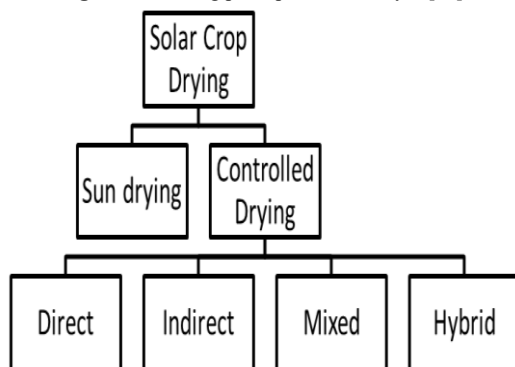 Solar Crop
Drying
Sun drying
Controlled
Drying
Direct
Indirect
Mixed
Hybrid